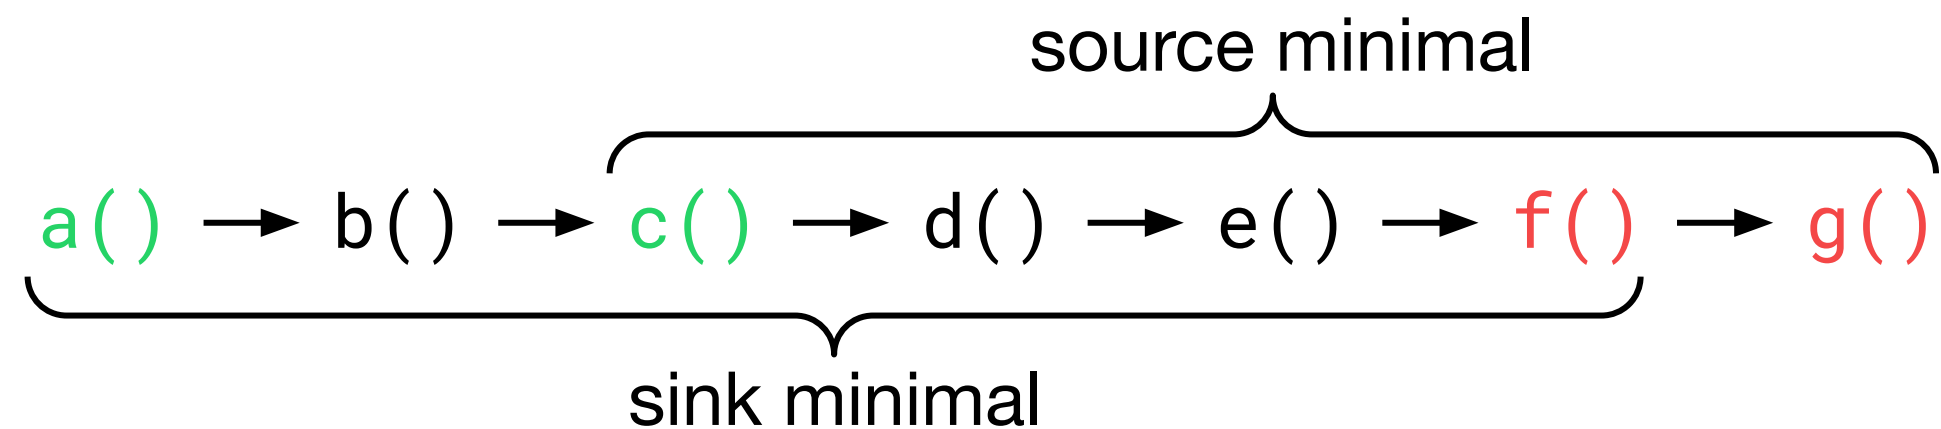 source minimal
a() → b() → c() → d() → e() → f() → g()
sink minimal